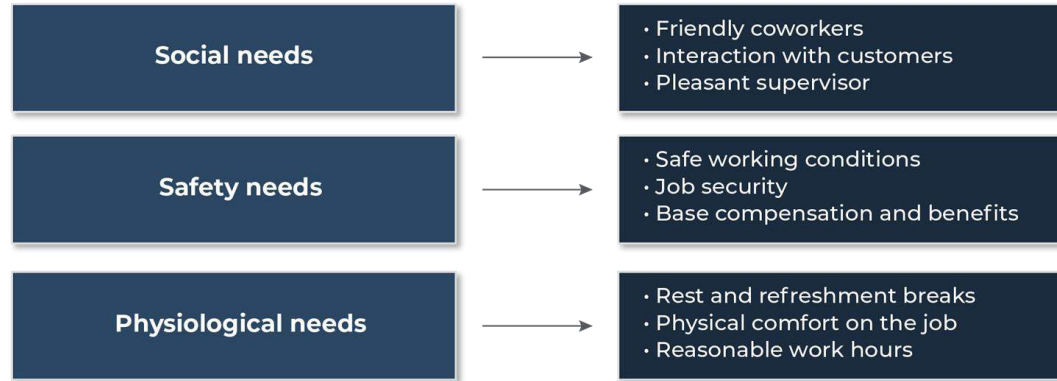 Social needs
• Friendly coworkers
• Interaction with customers
• Pleasant supervisor
Safety needs
• Safe working conditions
• Job security
• Base compensation and benefits
Physiological needs
• Rest and refreshment breaks
• Physical comfort on the job
• Reasonable work hours